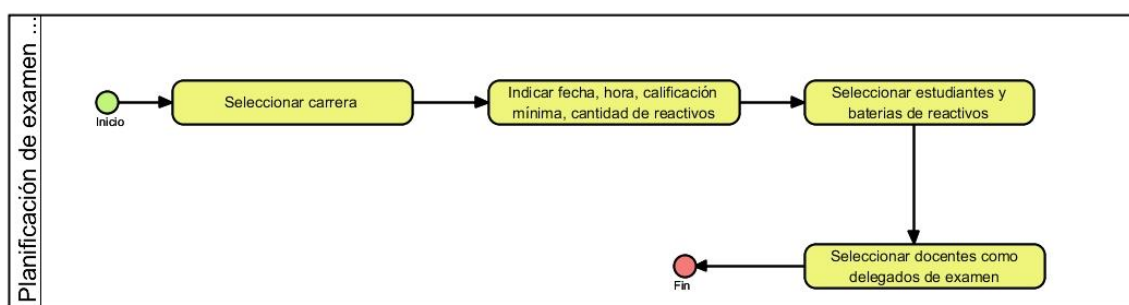 Planificación de examen ...
Inicio
Seleccionar carrera
Indicar fecha, hora, calificación
mínima, cantidad de reactivos
Seleccionar estudiantes y
baterias de reactivos
Seleccionar docentes como
delegados de examen
Fin